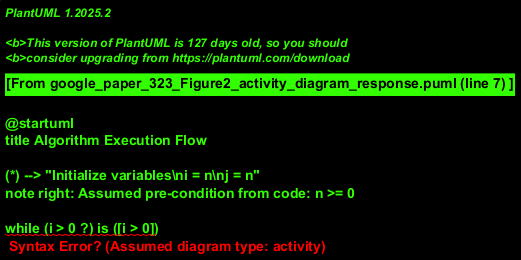 PlantUML 1.2025.2
<b>This version of PlantUML is 127 days old, so you should
<b>consider upgrading from https://plantuml.com/download
[From google_paper_323_Figure2_activity_diagram_response.puml (line 7) ]
@startuml
title Algorithm Execution Flow
(*) --> "Initialize variables\ni = n\nj = n"
note right: Assumed pre-condition from code: n >= 0
while (i > 0 ?) is ([i > 0])
Syntax Error? (Assumed diagram type: activity)